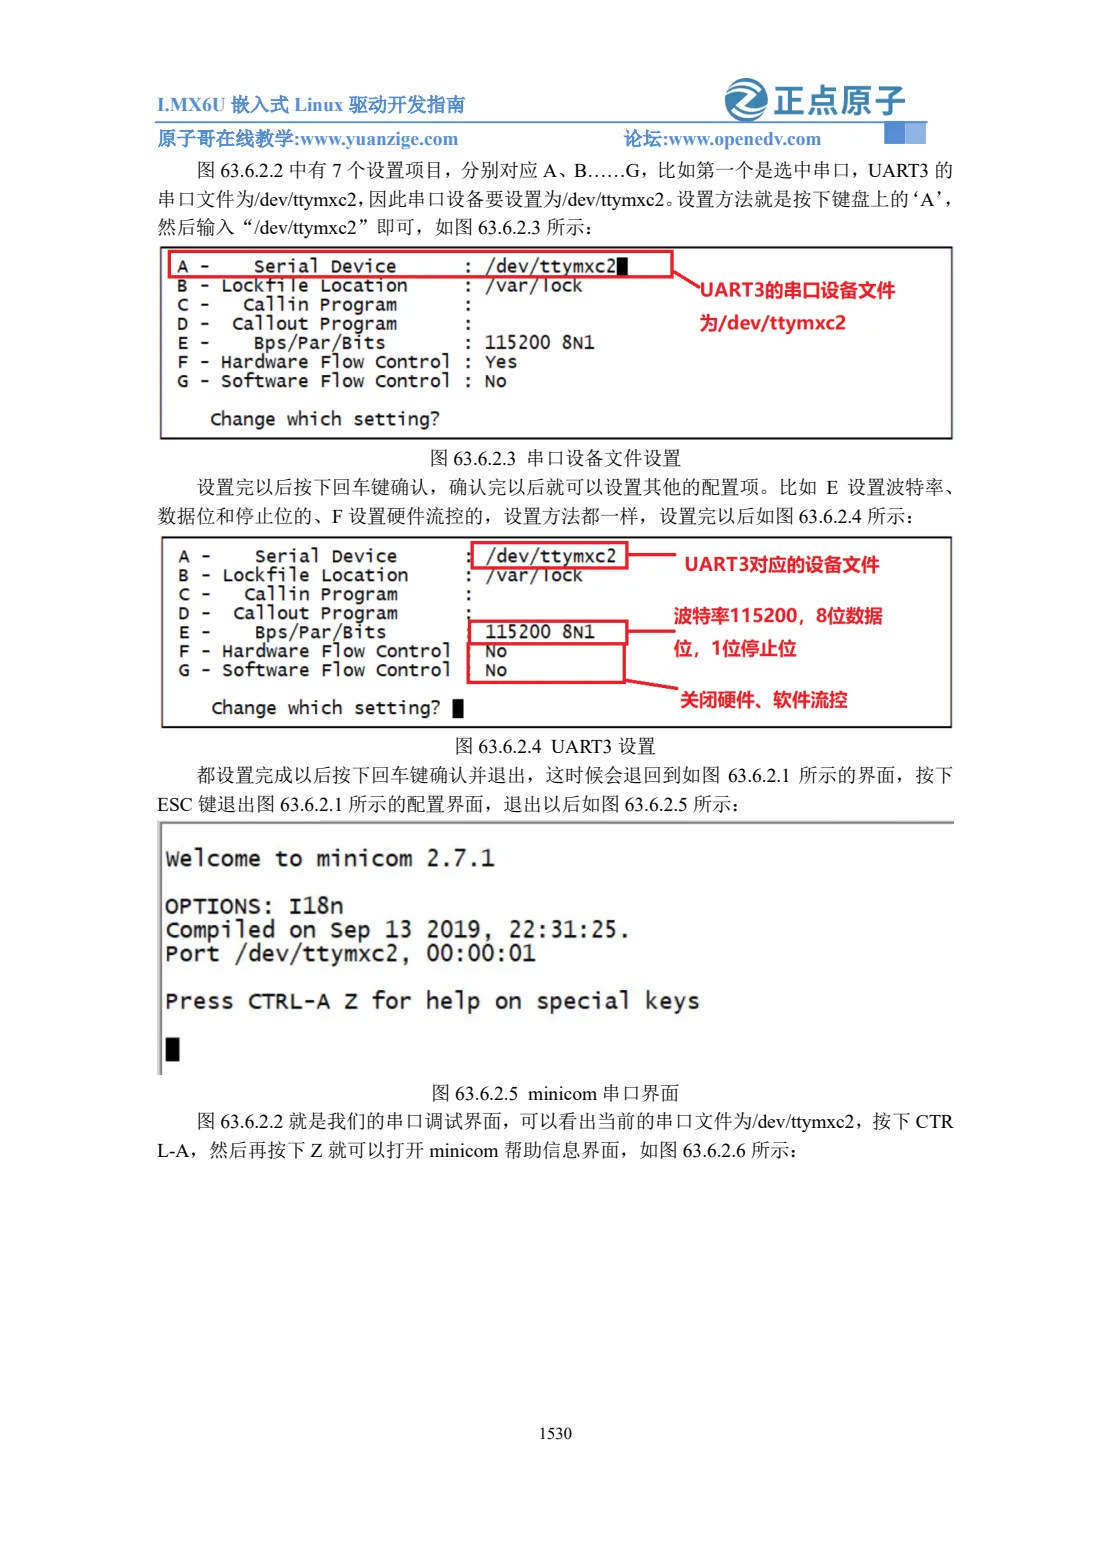 I.MX6U 嵌入式 Linux 驱动开发指南
正点原子
原子哥在线教学:www.yuanzige.com 论坛:www.openedv.com
图 63.6.2.2 中有 7 个设置项目，分别对应 A、B……G，比如第一个是选中串口，UART3 的
串口文件为/dev/ttymxc2，因此串口设备要设置为/dev/ttymxc2。设置方法就是按下键盘上的‘A’，
然后输入“/dev/ttymxc2”即可，如图 63.6.2.3 所示：
A - Serial Device : /dev/ttymxc2
B - Lockfile Location : /var/lock
C - Callin Program :
D - Callout Program :
E - Bps/Par/Bits : 115200 8N1
F - Hardware Flow Control : Yes
G - Software Flow Control : No
Change which setting?
UART3的串口设备文件
为/dev/ttymxc2
图 63.6.2.3 串口设备文件设置
设置完以后按下回车键确认，确认完以后就可以设置其他的配置项。比如 E 设置波特率、
数据位和停止位的、F 设置硬件流控的，设置方法都一样，设置完以后如图 63.6.2.4 所示：
A - Serial Device : /dev/ttymxc2
B - Lockfile Location : /var/lock
C - Callin Program :
D - Callout Program :
E - Bps/Par/Bits : 115200 8N1
F - Hardware Flow Control : No
G - Software Flow Control : No
Change which setting?
UART3对应的设备文件
波特率115200，8位数据
位，1位停止位
关闭硬件、软件流控
图 63.6.2.4 UART3 设置
都设置完成以后按下回车键确认并退出，这时候会退回到如图 63.6.2.1 所示的界面，按下
ESC 键退出图 63.6.2.1 所示的配置界面，退出以后如图 63.6.2.5 所示：
Welcome to minicom 2.7.1
OPTIONS: I18n
Compiled on Sep 13 2019, 22:31:25.
Port /dev/ttymxc2, 00:00:01
Press CTRL-A Z for help on special keys
图 63.6.2.5 minicom 串口界面
图 63.6.2.2 就是我们的串口调试界面，可以看出当前的串口文件为/dev/ttymxc2，按下 CTR
L-A，然后再按下 Z 就可以打开 minicom 帮助信息界面，如图 63.6.2.6 所示：
1530